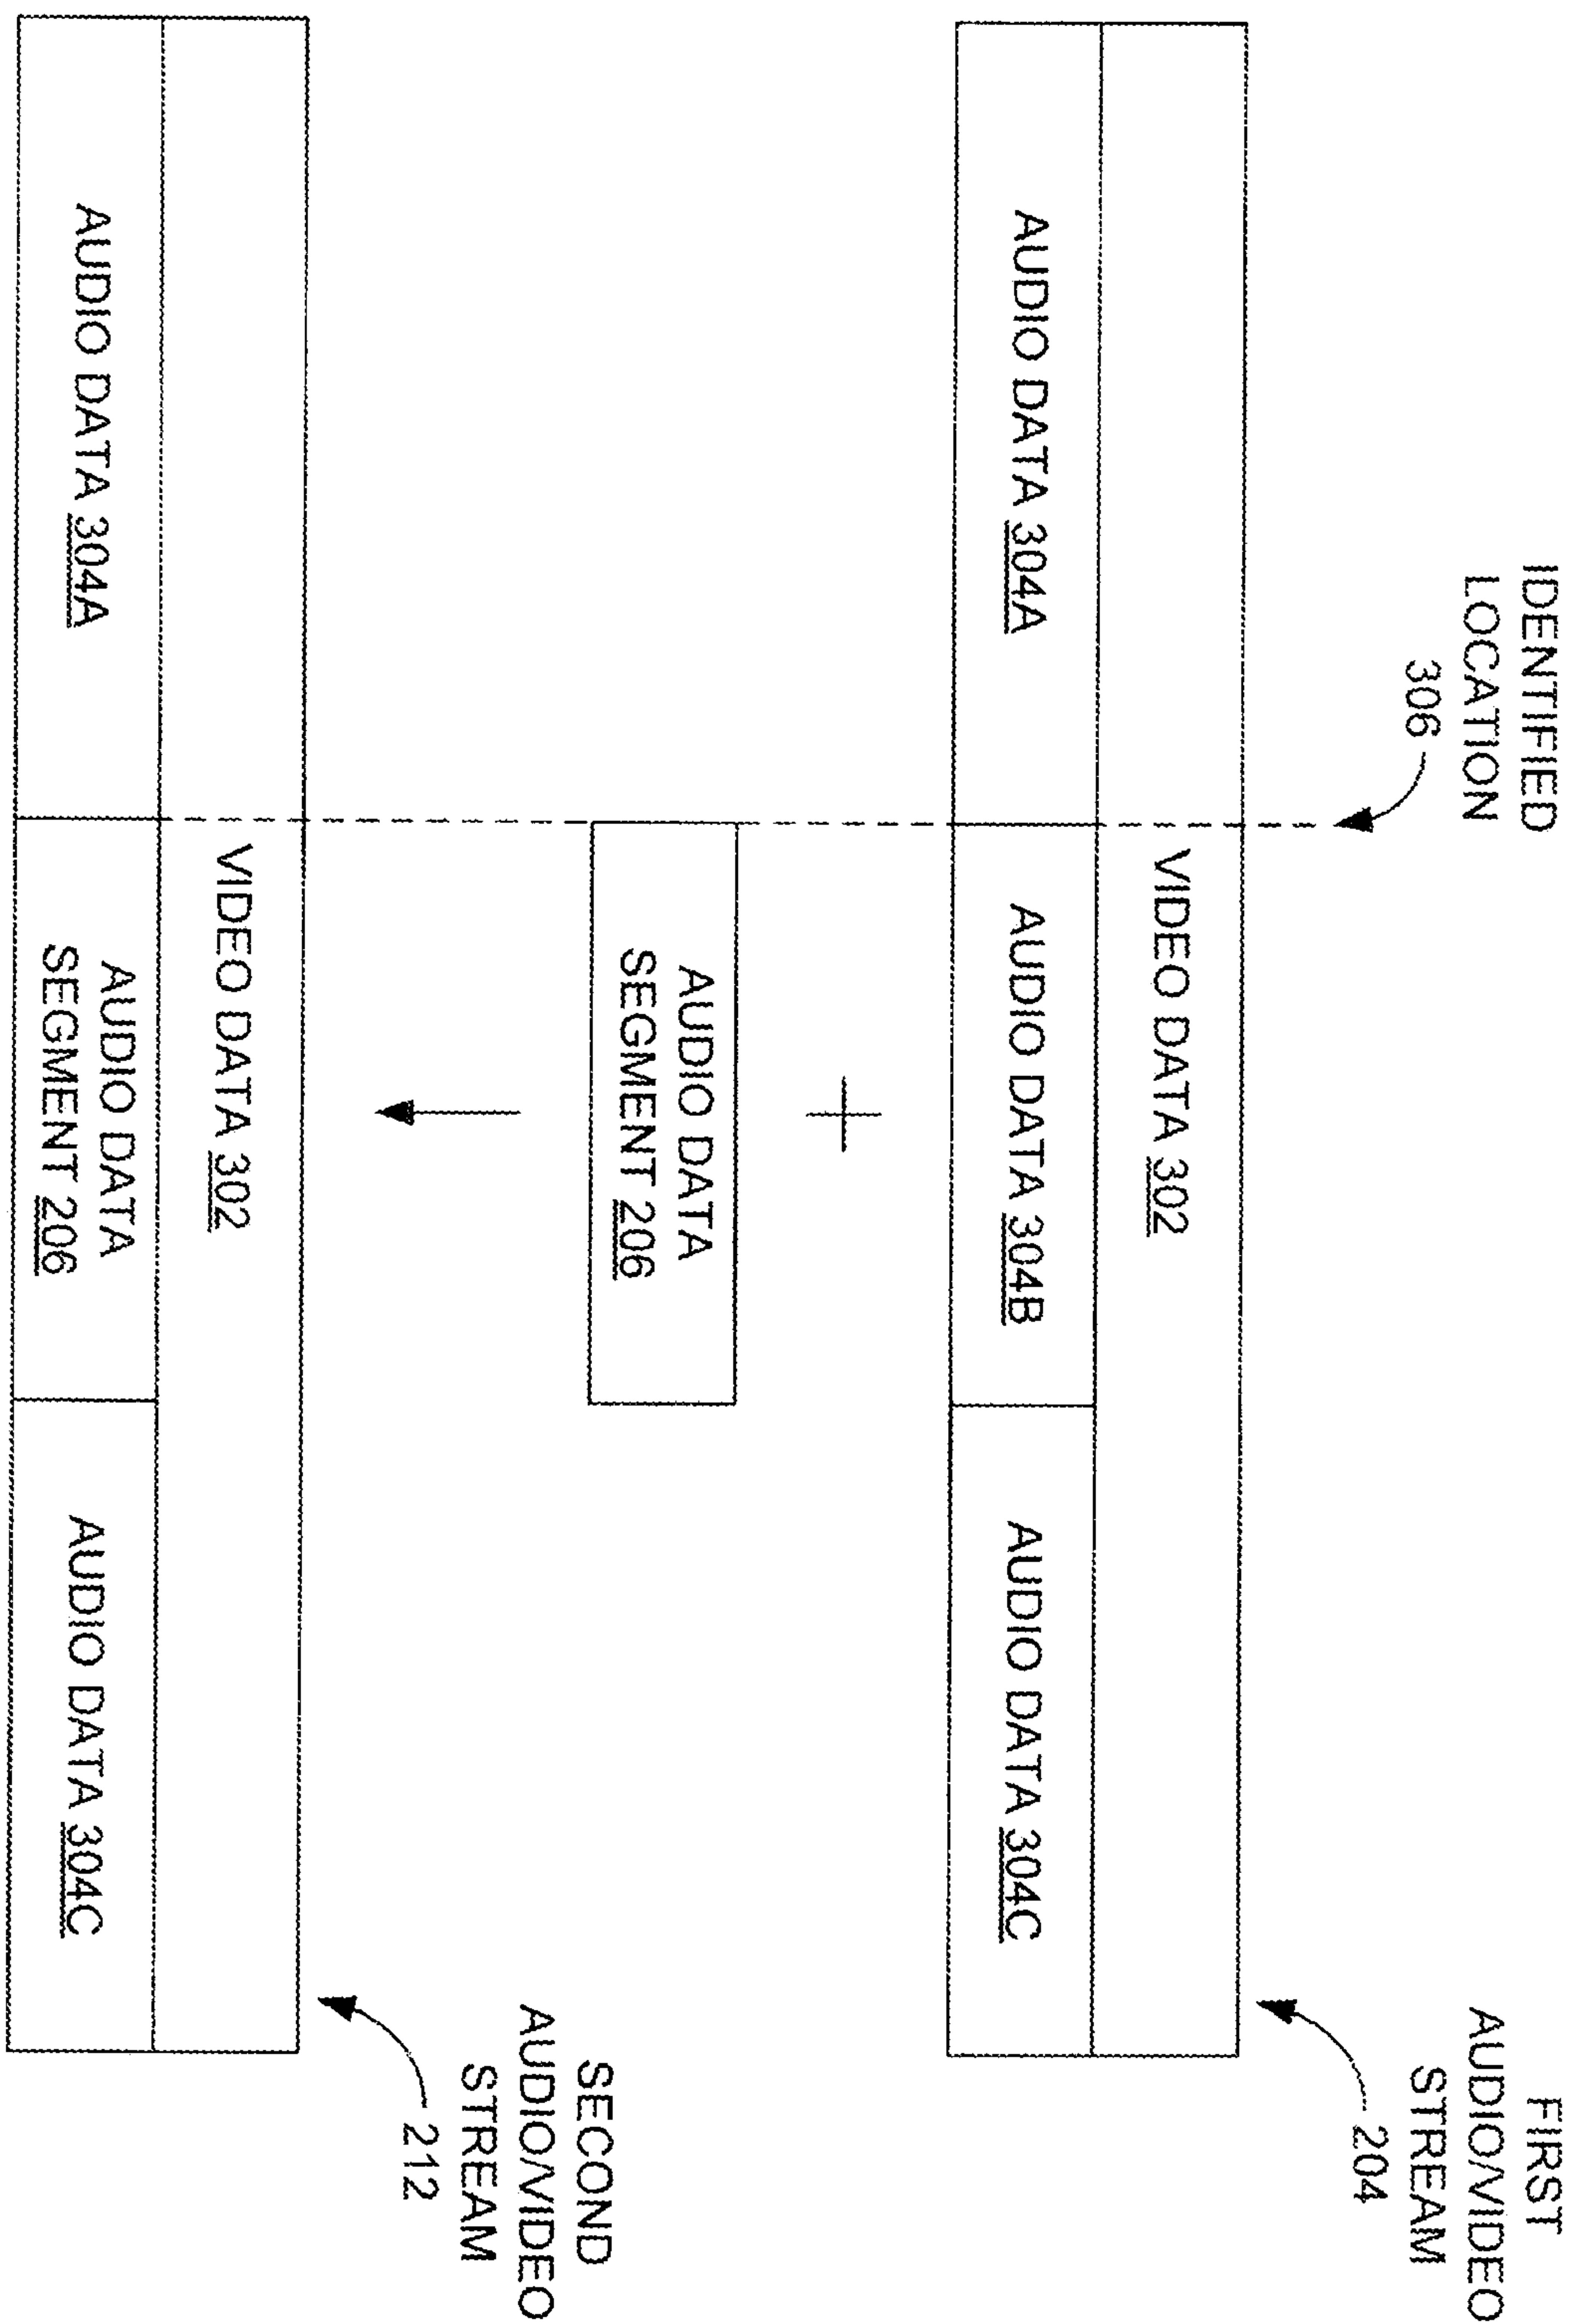 IDENTIFIED
LOCATION
306
FIRST
AUDIO/VIDEO
STREAM
204
VIDEO DATA 302
AUDIO DATA 304A
AUDIO DATA 304B
AUDIO DATA 304C
+
AUDIO DATA
SEGMENT 206
SECOND
AUDIO/VIDEO
STREAM
212
VIDEO DATA 302
AUDIO DATA 304A
AUDIO DATA
SEGMENT 206
AUDIO DATA 304C